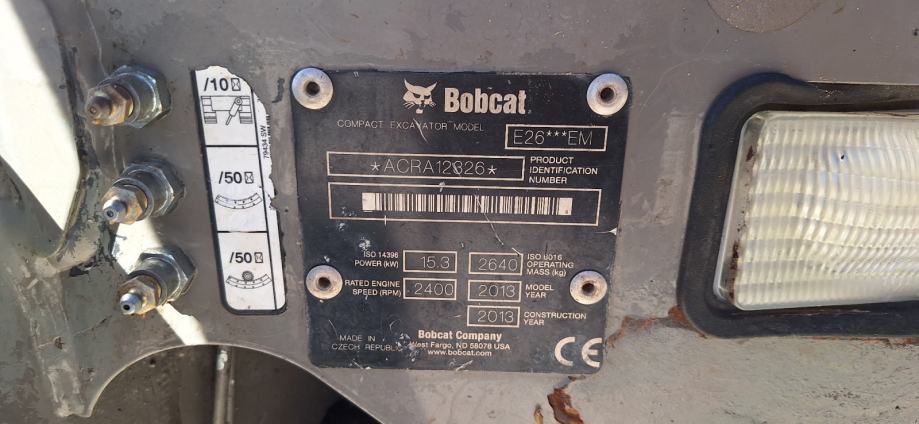 /10
/50
/50
79434 SW
Bobcat
COMPACT EXCAVATOR MODEL
E26***EM
*ACRA12826*
PRODUCT
IDENTIFICATION
NUMBER
ISO 14396
POWER (kW)
15.3
2640
ISO 6016
OPERATING
MASS (kg)
RATED ENGINE
SPEED (RPM)
2400
2013
MODEL
YEAR
2013
CONSTRUCTION
YEAR
MADE IN
CZECH REPUBLIC
Bobcat Company
West Fargo, ND 58078 USA
www.bobcat.com
CE